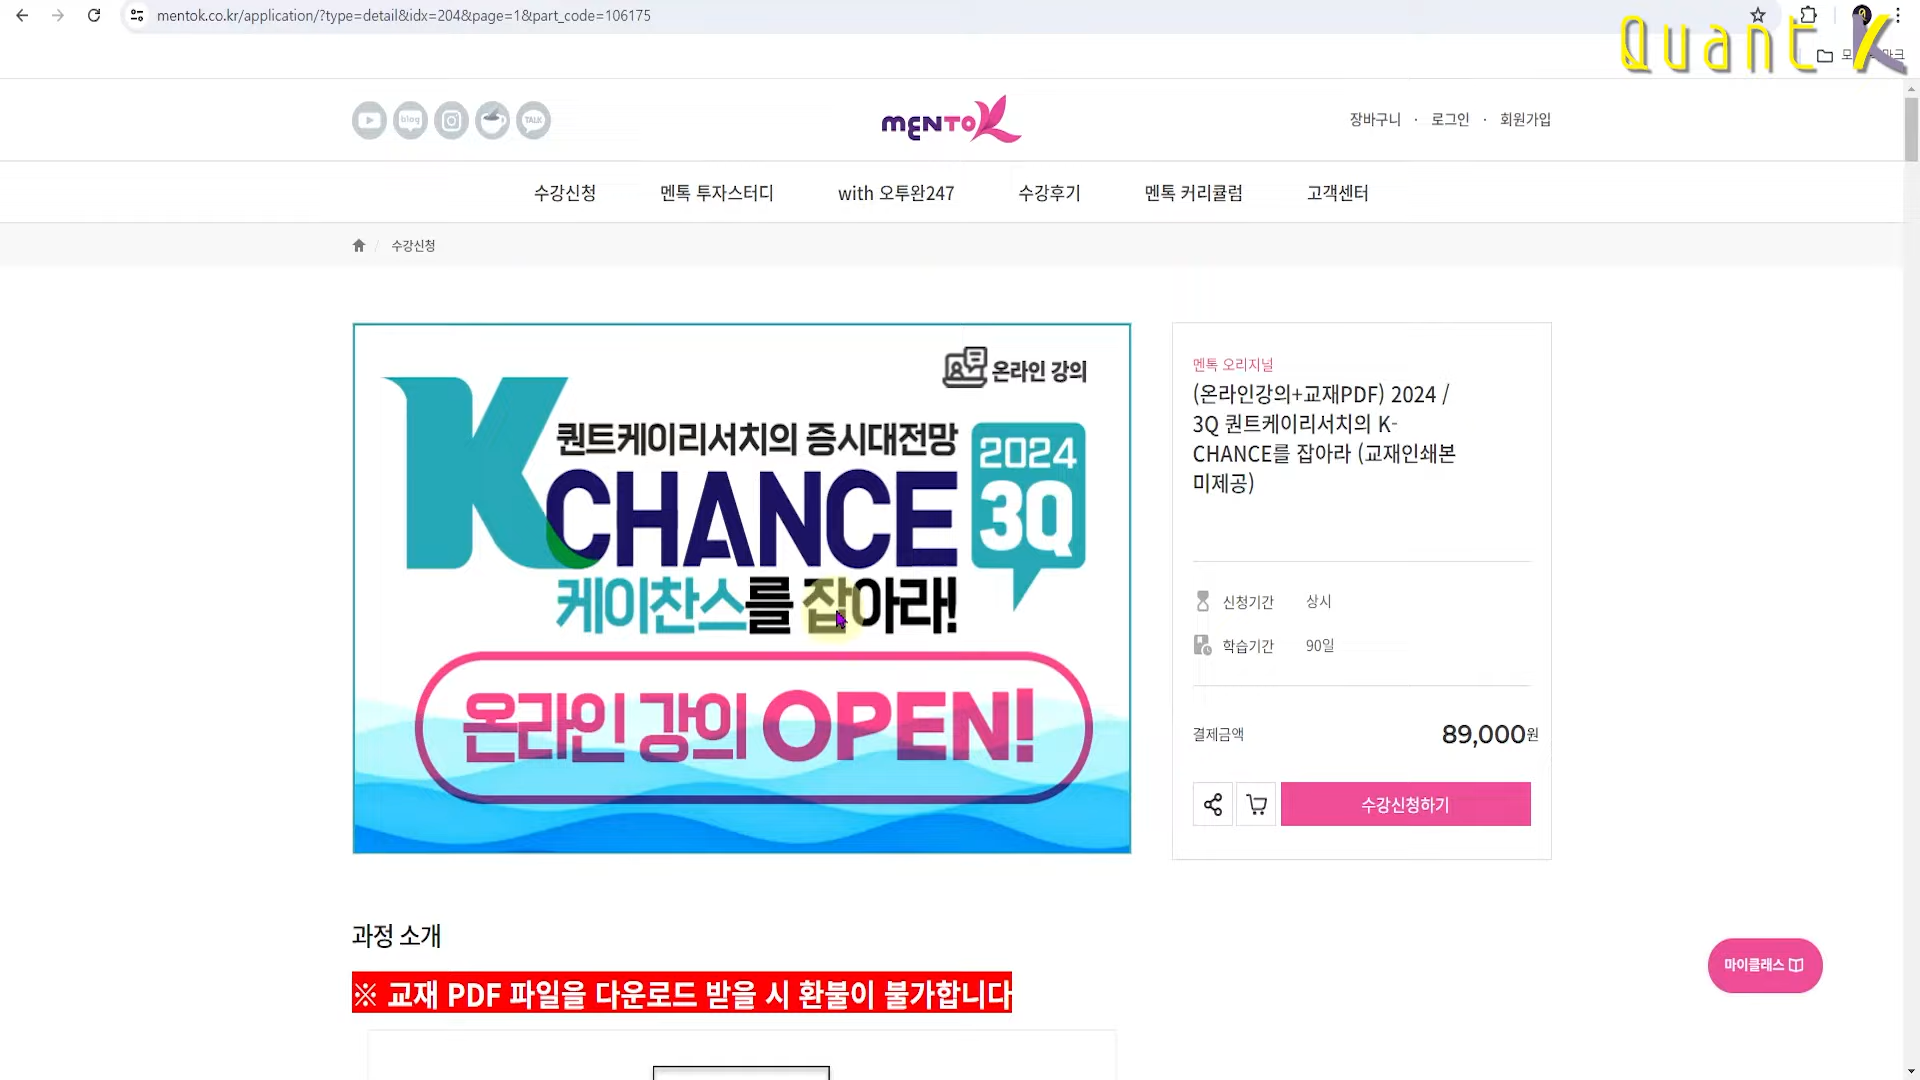 mentok.co.kr/application/?type=detail&idx=204&page=1&part_code=106175
Quant K
blog
TALK
MENTOK
장바구니 · 로그인 · 회원가입
수강신청 멘톡 투자스터디 with 오투완247 수강후기 멘톡 커리큘럼 고객센터
/ 수강신청
온라인 강의
퀀트케이리서치의 증시대전망
KCHANCE
2024
3Q
케이찬스를 잡아라!
온라인 강의 OPEN!
멘톡 오리지널
(온라인강의+교재PDF) 2024 /
3Q 퀀트케이리서치의 K-
CHANCE를 잡아라 (교재인쇄본
미제공)
신청기간 상시
학습기간 90일
결제금액 89,000원
수강신청하기
과정 소개
※ 교재 PDF 파일을 다운로드 받을 시 환불이 불가합니다
마이클래스